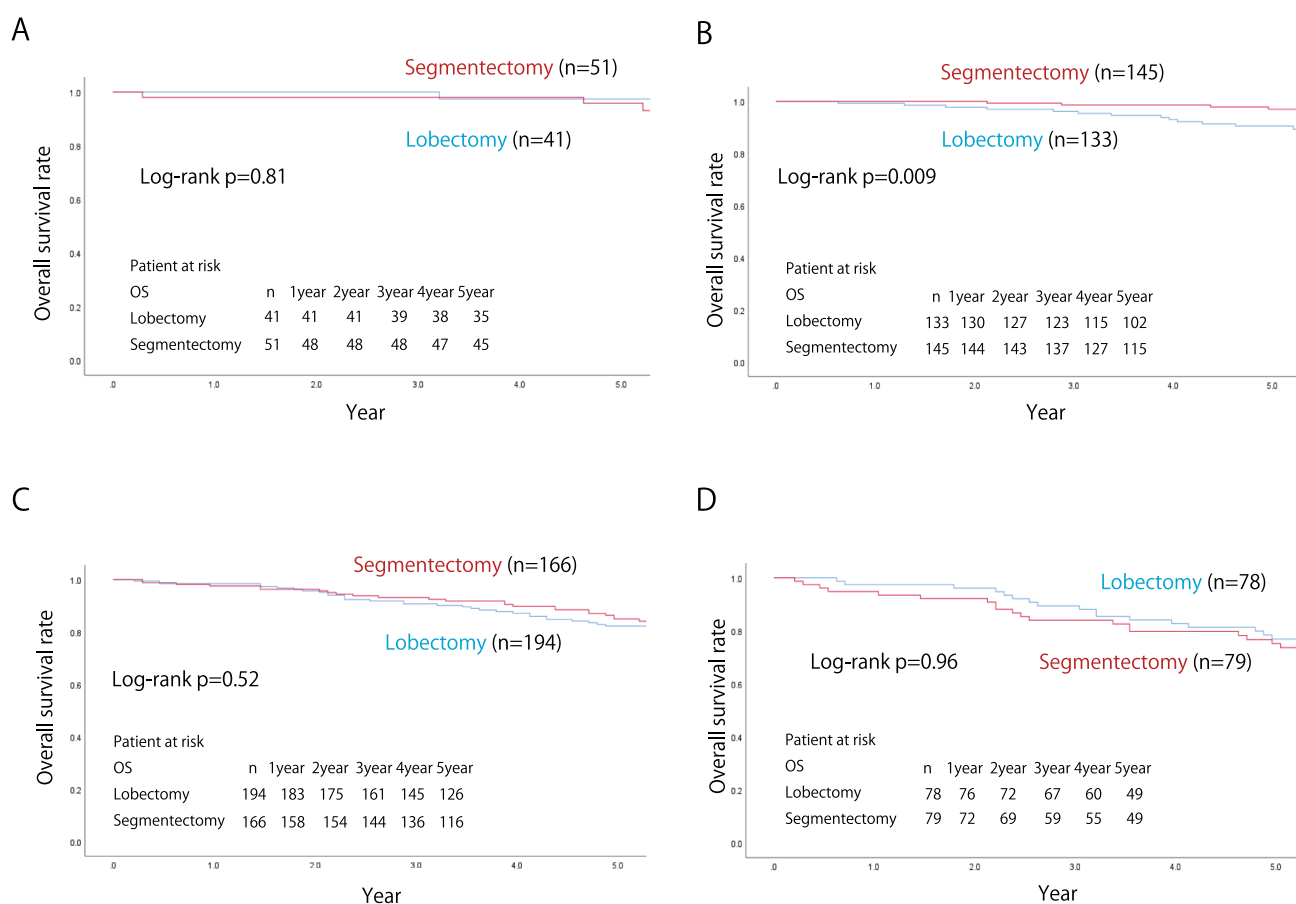 A
Segmentectomy (n=51)
Lobectomy (n=41)
Log-rank p=0.81
Overall survival rate
1.0
0.8
0.6
0.4
0.2
0.0
Patient at risk
OS n 1year 2year 3year 4year 5year
Lobectomy 41 41 41 39 38 35
Segmentectomy 51 48 48 48 47 45
.0 1.0 2.0 3.0 4.0 5.0
Year
B
Segmentectomy (n=145)
Lobectomy (n=133)
Log-rank p=0.009
Overall survival rate
1.0
0.8
0.6
0.4
0.2
0.0
Patient at risk
OS n 1year 2year 3year 4year 5year
Lobectomy 133 130 127 123 115 102
Segmentectomy 145 144 143 137 127 115
.0 1.0 2.0 3.0 4.0 5.0
Year
C
Segmentectomy (n=166)
Lobectomy (n=194)
Log-rank p=0.52
Overall survival rate
1.0
0.8
0.6
0.4
0.2
0.0
Patient at risk
OS n 1year 2year 3year 4year 5year
Lobectomy 194 183 175 161 145 126
Segmentectomy 166 158 154 144 136 116
.0 1.0 2.0 3.0 4.0 5.0
Year
D
Lobectomy (n=78)
Segmentectomy (n=79)
Log-rank p=0.96
Overall survival rate
1.0
0.8
0.6
0.4
0.2
0.0
Patient at risk
OS n 1year 2year 3year 4year 5year
Lobectomy 78 76 72 67 60 49
Segmentectomy 79 72 69 59 55 49
.0 1.0 2.0 3.0 4.0 5.0
Year